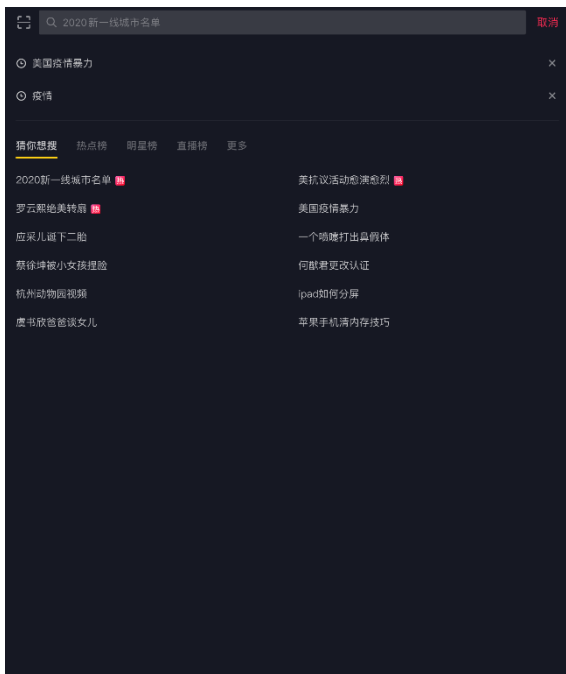 2020新一线城市名单 取消
美国疫情暴力
疫情
猜你想搜 热点榜 明星榜 直播榜 更多
2020新一线城市名单 热 美抗议活动愈演愈烈 热
罗云熙绝美转扇 热 美国疫情暴力
应采儿诞下二胎 一个喷嚏打出鼻假体
蔡徐坤被小女孩捏脸 何猷君更改认证
杭州动物园视频 ipad如何分屏
虞书欣爸爸谈女儿 苹果手机清内存技巧